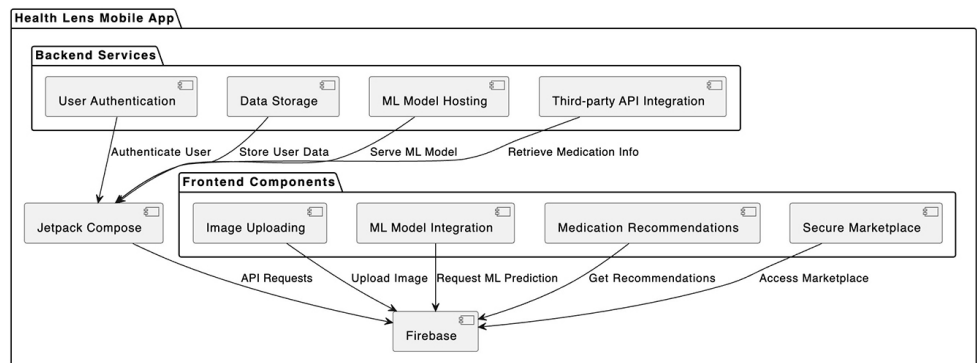 Health Lens Mobile App
Backend Services
User Authentication
Data Storage
ML Model Hosting
Third-party API Integration
Authenticate User
Store User Data
Serve ML Model
Retrieve Medication Info
Frontend Components
Jetpack Compose
Image Uploading
ML Model Integration
Medication Recommendations
Secure Marketplace
API Requests
Upload Image
Request ML Prediction
Get Recommendations
Access Marketplace
Firebase